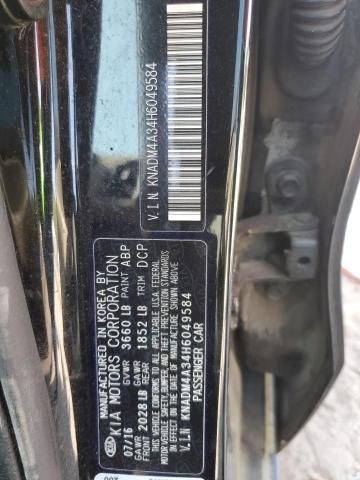 MANUFACTURED IN KOREA BY
KIA KIA MOTORS CORPORATION
07/16 GVWR 3660 LB PAINT ABP
GAWR FRONT 2028 LB GAWR REAR 1852 LB TRIM DCP
THIS VEHICLE CONFORMS TO ALL APPLICABLE U.S.A. FEDERAL
MOTOR VEHICLE SAFETY, BUMPER, AND THEFT PREVENTION STANDARDS
IN EFFECT ON THE DATE OF MANUFACTURE SHOWN ABOVE
V.I.N KNADM4A34H6049584
PASSENGER CAR
V.I.N KNADM4A34H6049584